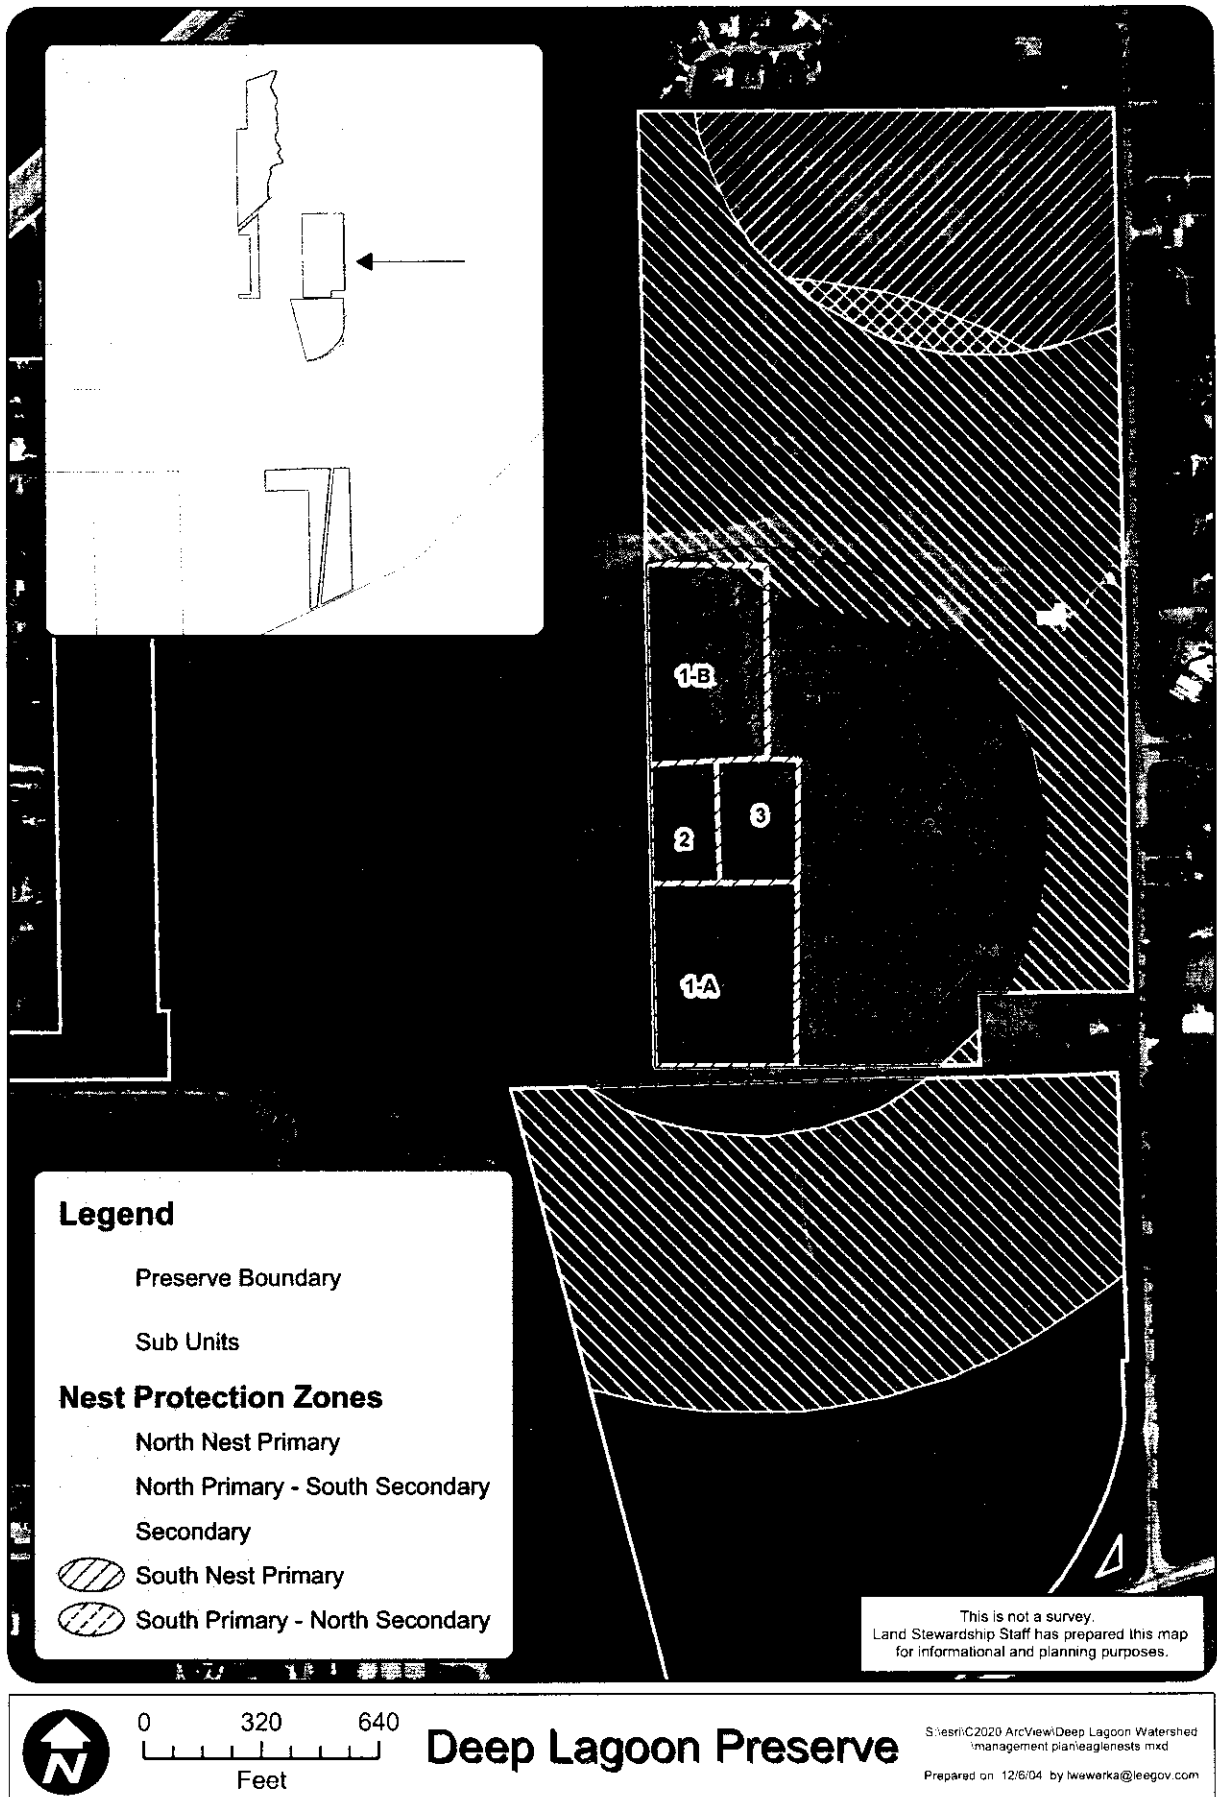 1-B
3
2
1-A
Legend
Preserve Boundary
Sub Units
Nest Protection Zones
North Nest Primary
North Primary - South Secondary
Secondary
South Nest Primary
South Primary - North Secondary
This is not a survey.
Land Stewardship Staff has prepared this map
for informational and planning purposes.
N
0 320 640
Feet
Deep Lagoon Preserve
S:\esri\C2020 ArcView\Deep Lagoon Watershed
\management plan\eaglenests mxd
Prepared on 12/6/04 by lwewerka@leegov.com